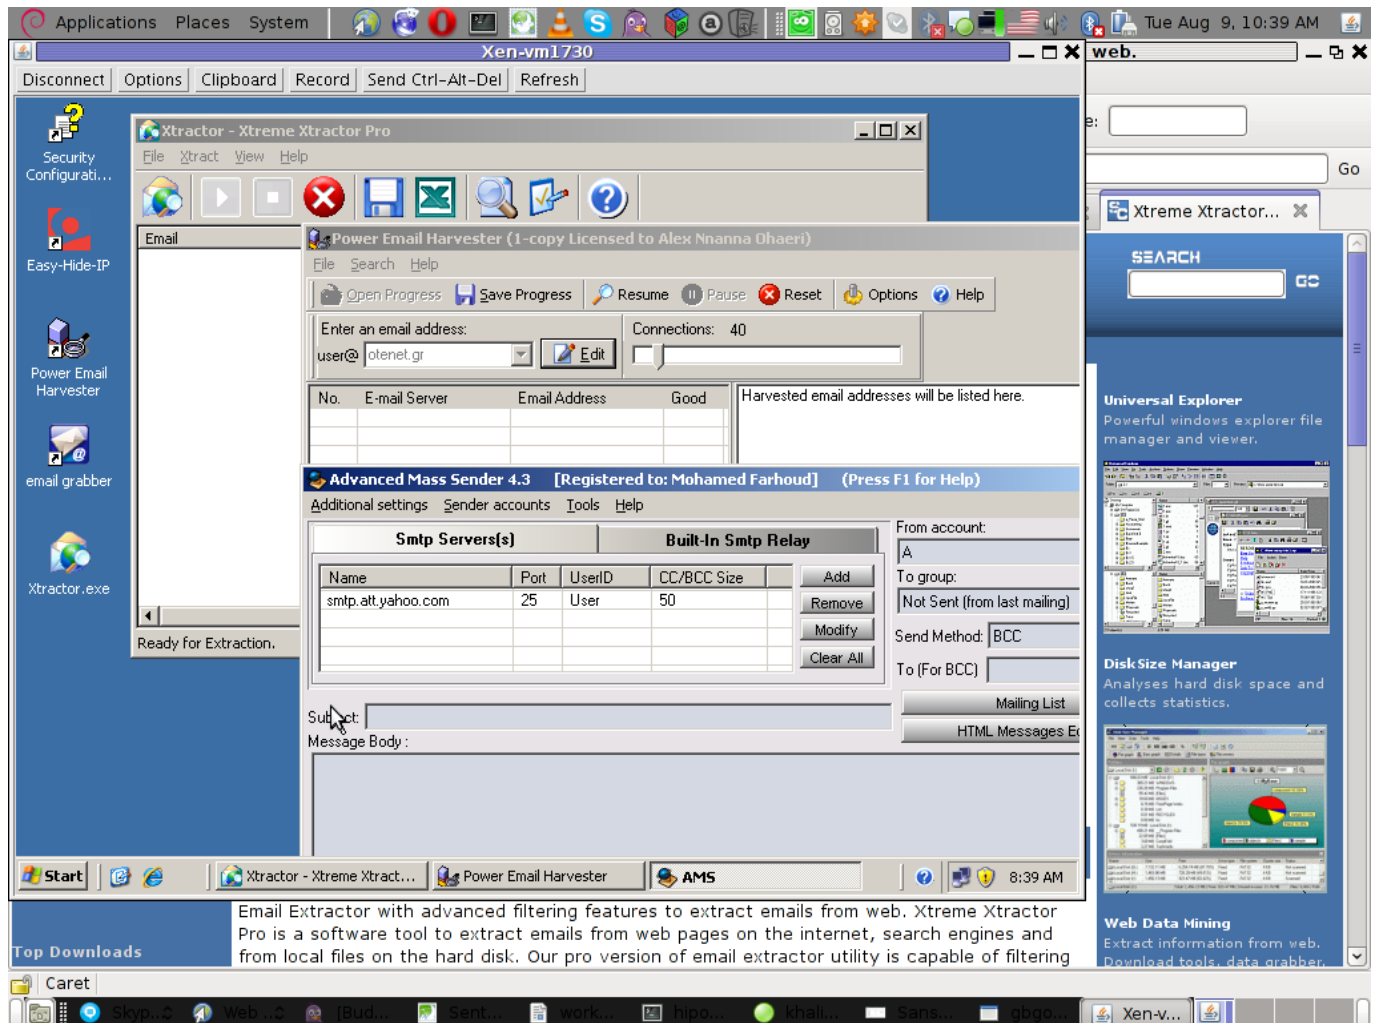 Applications Places System
Tue Aug 9, 10:39 AM
Xen-vm1730
web.
Disconnect Options Clipboard Record Send Ctrl-Alt-Del Refresh
Security
Configurati...
Easy-Hide-IP
Power Email
Harvester
email grabber
Xtractor.exe
Xtractor - Xtreme Xtractor Pro
File Xtract View Help
Email
Ready for Extraction.
Power Email Harvester (1-copy Licensed to Alex Nnanna Ohaeri)
File Search Help
Open Progress Save Progress Resume Pause Reset Options Help
Enter an email address:
user@ otenet.gr Edit
Connections: 40
No. E-mail Server Email Address Good
Harvested email addresses will be listed here.
Advanced Mass Sender 4.3 [Registered to: Mohamed Farhoud] (Press F1 for Help)
Additional settings Sender accounts Tools Help
Smtp Servers(s) Built-In Smtp Relay
Name Port UserID CC/BCC Size
smtp.att.yahoo.com 25 User 50
Add
Remove
Modify
Clear All
From account:
A
To group:
Not Sent (from last mailing)
Send Method: BCC
To (For BCC)
Mailing List
HTML Messages Ed
Subject:
Message Body :
Start
Xtractor - Xtreme Xtract...
Power Email Harvester
AMS
8:39 AM
e:
Go
Xtreme Xtractor...
SEARCH
GO
Universal Explorer
Powerful windows explorer file
manager and viewer.
DiskSize Manager
Analyses hard disk space and
collects statistics.
Web Data Mining
Extract information from web.
Download tools, data grabber,
Top Downloads
Email Extractor with advanced filtering features to extract emails from web. Xtreme Xtractor
Pro is a software tool to extract emails from web pages on the internet, search engines and
from local files on the hard disk. Our pro version of email extractor utility is capable of filtering
Caret
Skyp... Web ... [Bud... Sent... work... hipo... khali... Sans... gbgo... Xen-v...